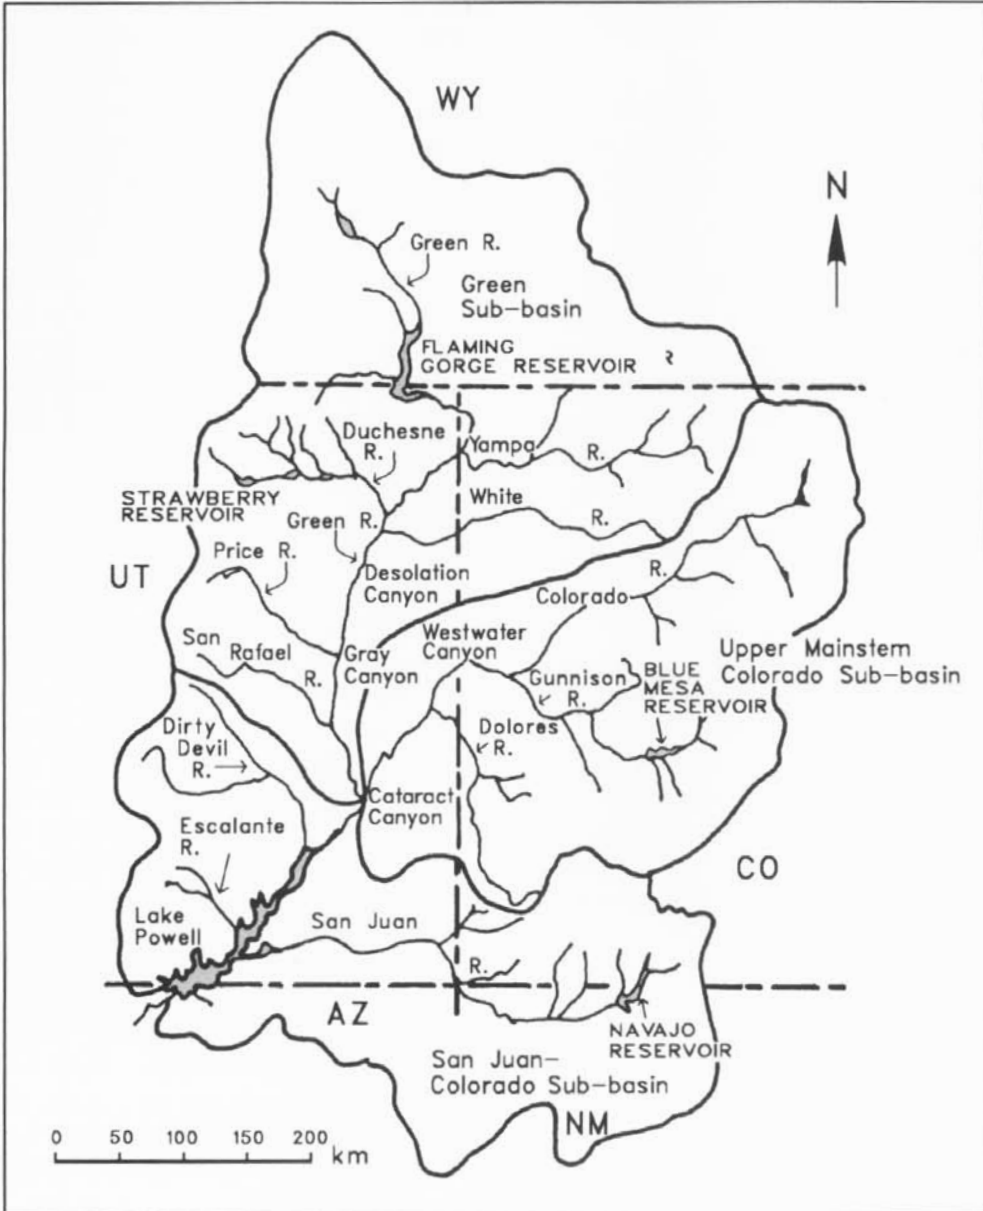 WY
N
Green R.
Green
Sub-basin
FLAMING
GORGE RESERVOIR
Duchesne
R.
Yampa
R.
STRAWBERRY
RESERVOIR
White
R.
Green R.
Price R.
UT
Desolation
Canyon
Colorado
R.
San
Rafael
R.
Gray
Canyon
Westwater
Canyon
Gunnison
R.
BLUE
MESA
RESERVOIR
Upper Mainstem
Colorado Sub-basin
Dirty
Devil
R.
Dolores
R.
Cataract
Canyon
Escalante
R.
CO
Lake
Powell
San Juan
R.
AZ
NAVAJO
RESERVOIR
San Juan–
Colorado Sub-basin
NM
0 50 100 150 200
km